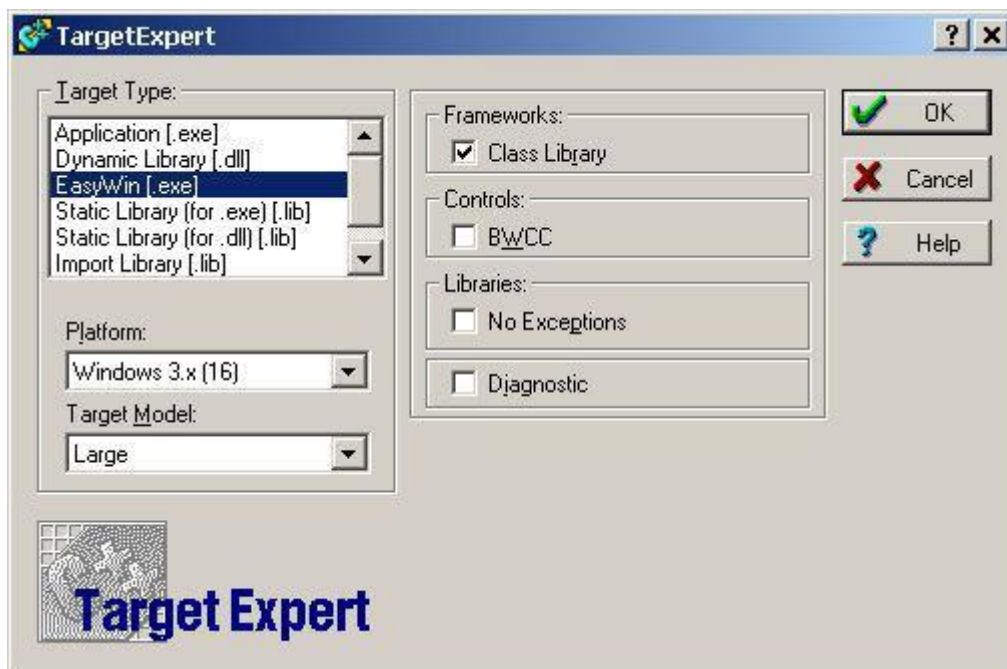 TargetExpert
Target Type:
Application [.exe]
Dynamic Library [.dll]
EasyWin [.exe]
Static Library (for .exe) [.lib]
Static Library (for .dll) [.lib]
Import Library [.lib]
Platform:
Windows 3.x (16)
Target Model:
Large
Frameworks:
Class Library
Controls:
BWCC
Libraries:
No Exceptions
Diagnostic
OK
Cancel
Help
Target Expert